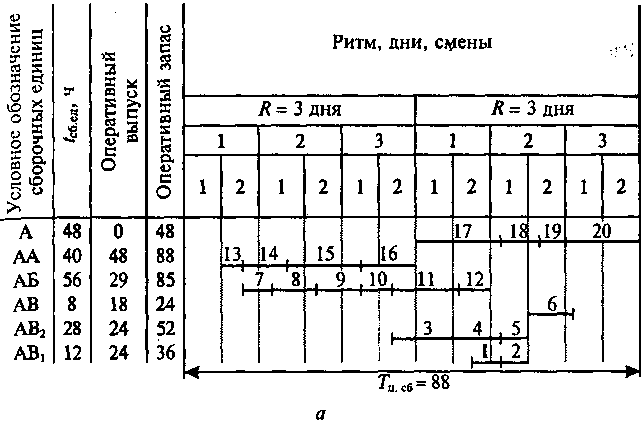 Ритм, дни, смены
Условное обозначение сборочных единиц
tсб.ед, Ч
Оперативный выпуск
Оперативный запас
R = 3 дня R = 3 дня
1 2 3 1 2 3
1 2 1 2 1 2 1 2 1 2 1 2
А 48 0 48 17 18 19 20
АА 40 48 88 13 14 15 16
АБ 56 29 85 7 8 9 10 11 12
АВ 8 18 24 6
АВ₂ 28 24 52 3 4 5
АВ₁ 12 24 36 1 2
Tц. сб = 88
а